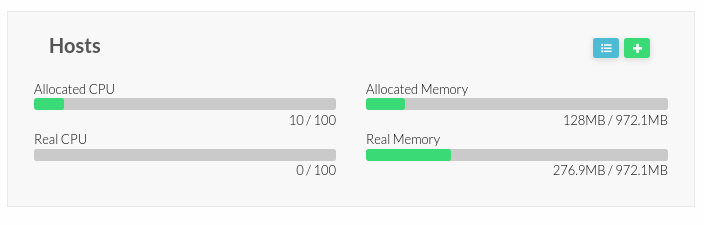 Hosts
Allocated CPU
10 / 100
Real CPU
0 / 100
Allocated Memory
128MB / 972.1MB
Real Memory
276.9MB / 972.1MB